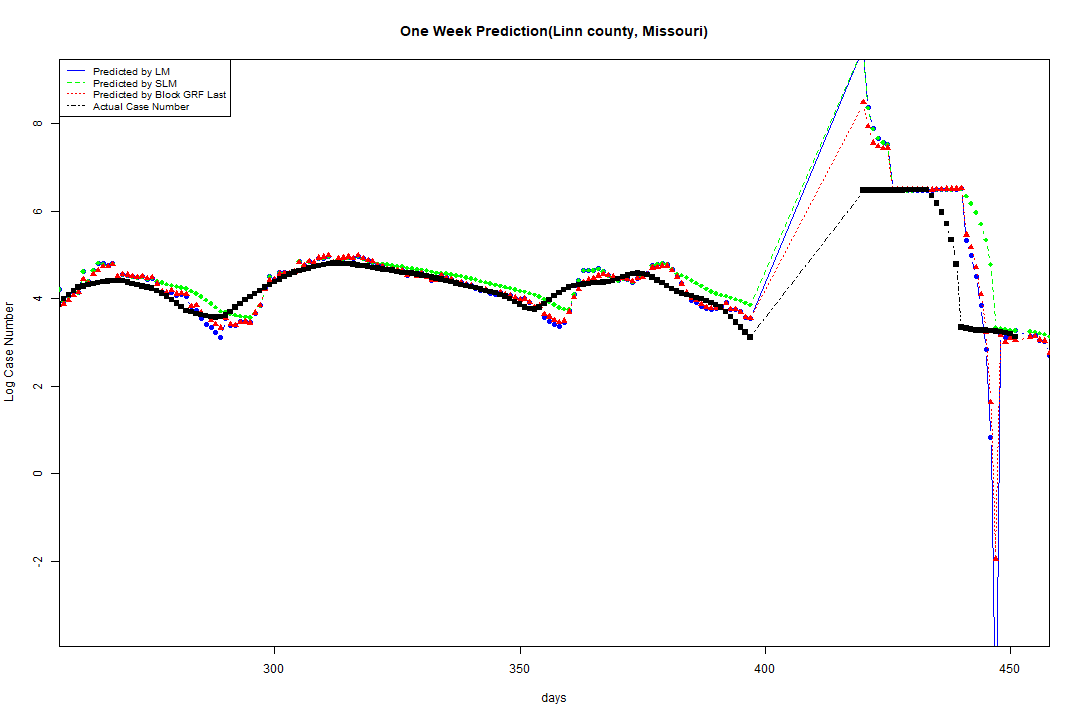 One Week Prediction(Linn county, Missouri)
Predicted by LM
Predicted by SLM
Predicted by Block GRF Last
Actual Case Number
8
6
4
2
0
-2
Log Case Number
300
350
400
450
days